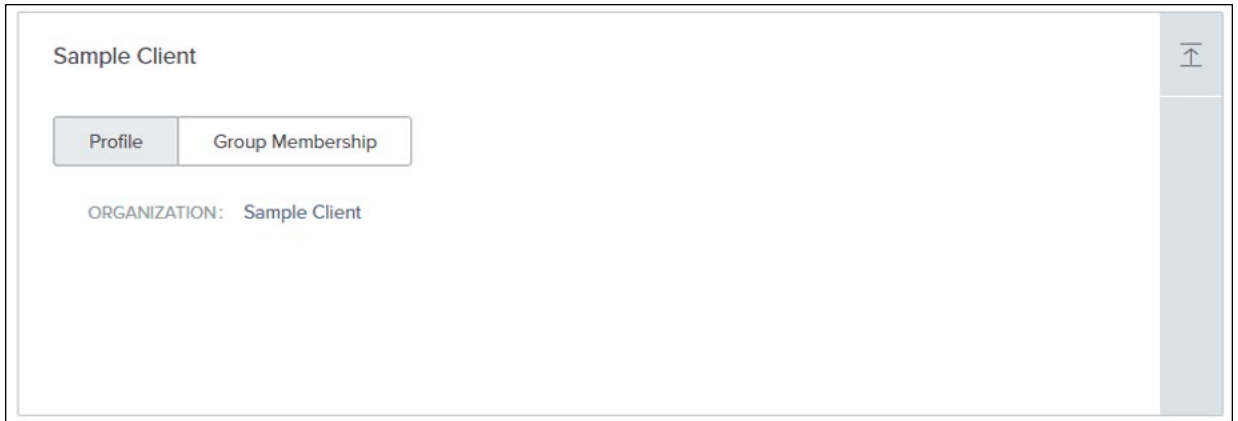 Sample Client
Profile Group Membership
ORGANIZATION: Sample Client